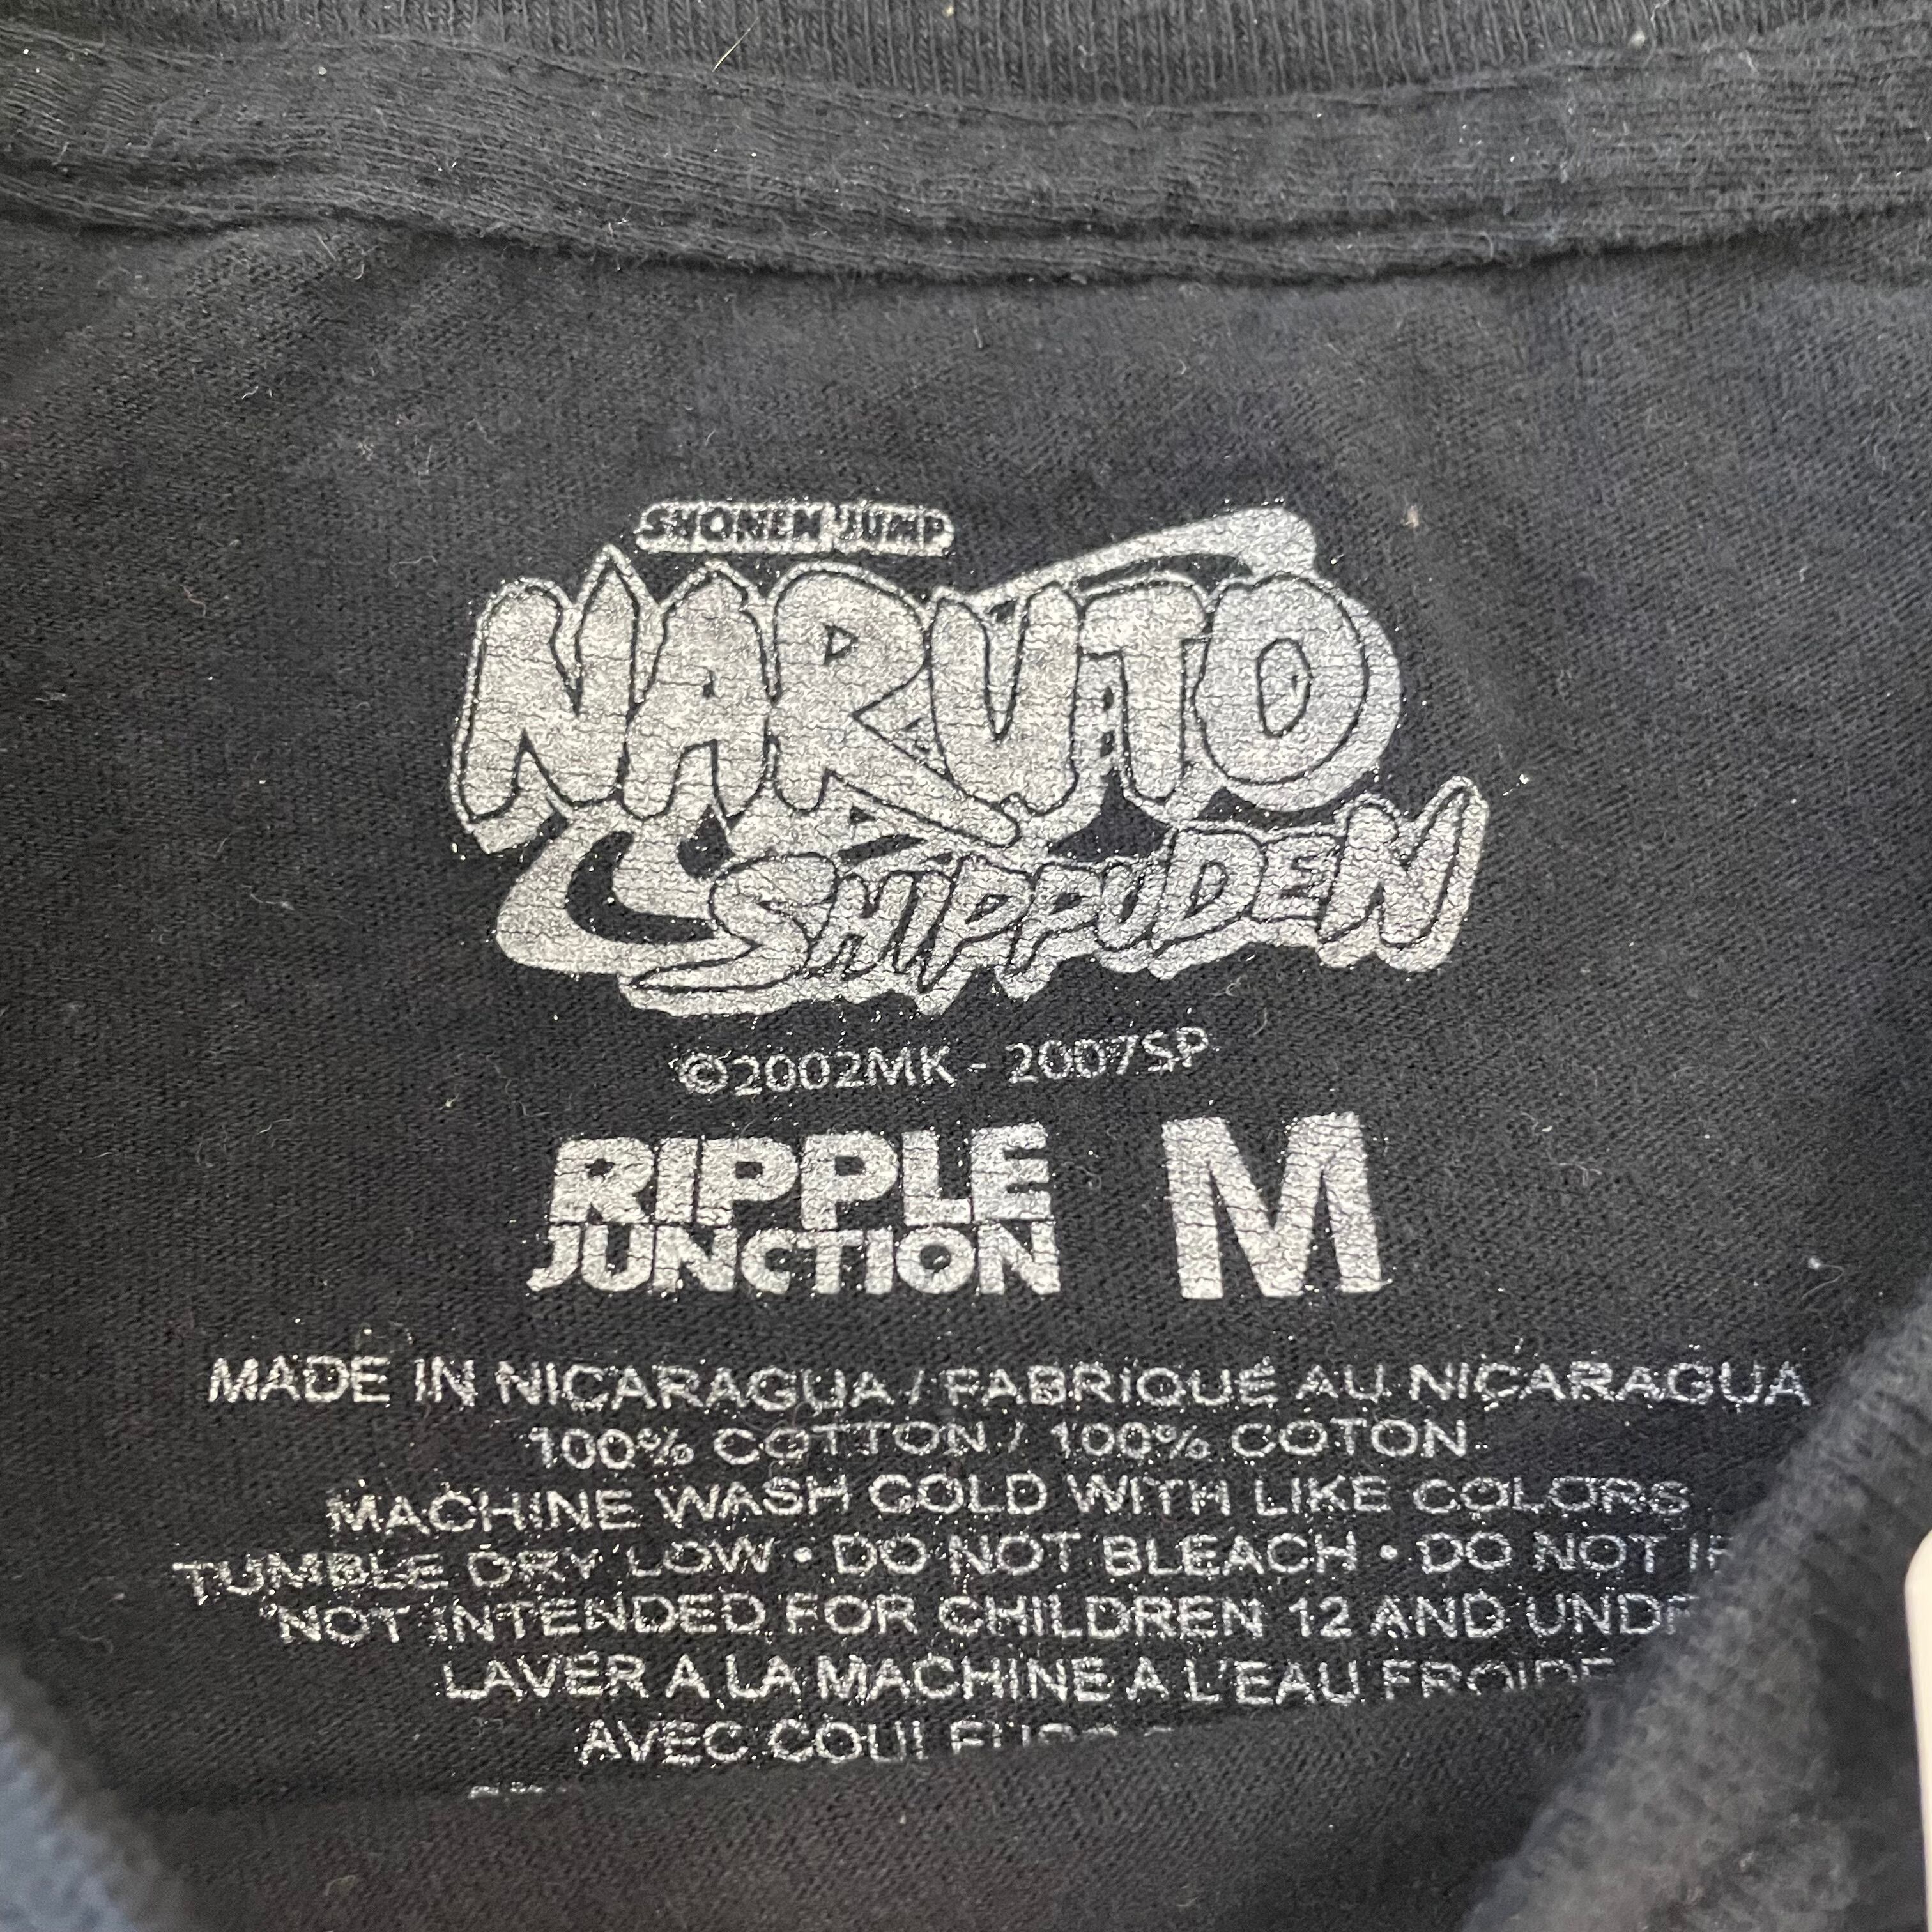 SHONEN JUMP
NARUTO
SHIPPUDEN
©2002MK - 2007SP
RIPPLE
JUNCTION
M
MADE IN NICARAGUA / FABRIQUÉ AU NICARAGUA
100% COTTON / 100% COTON
MACHINE WASH COLD WITH LIKE COLORS
TUMBLE DRY LOW • DO NOT BLEACH • DO NOT
NOT INTENDED FOR CHILDREN 12 AND
LAVER A LA MACHINE A L'EAU FROIDE
AVEC